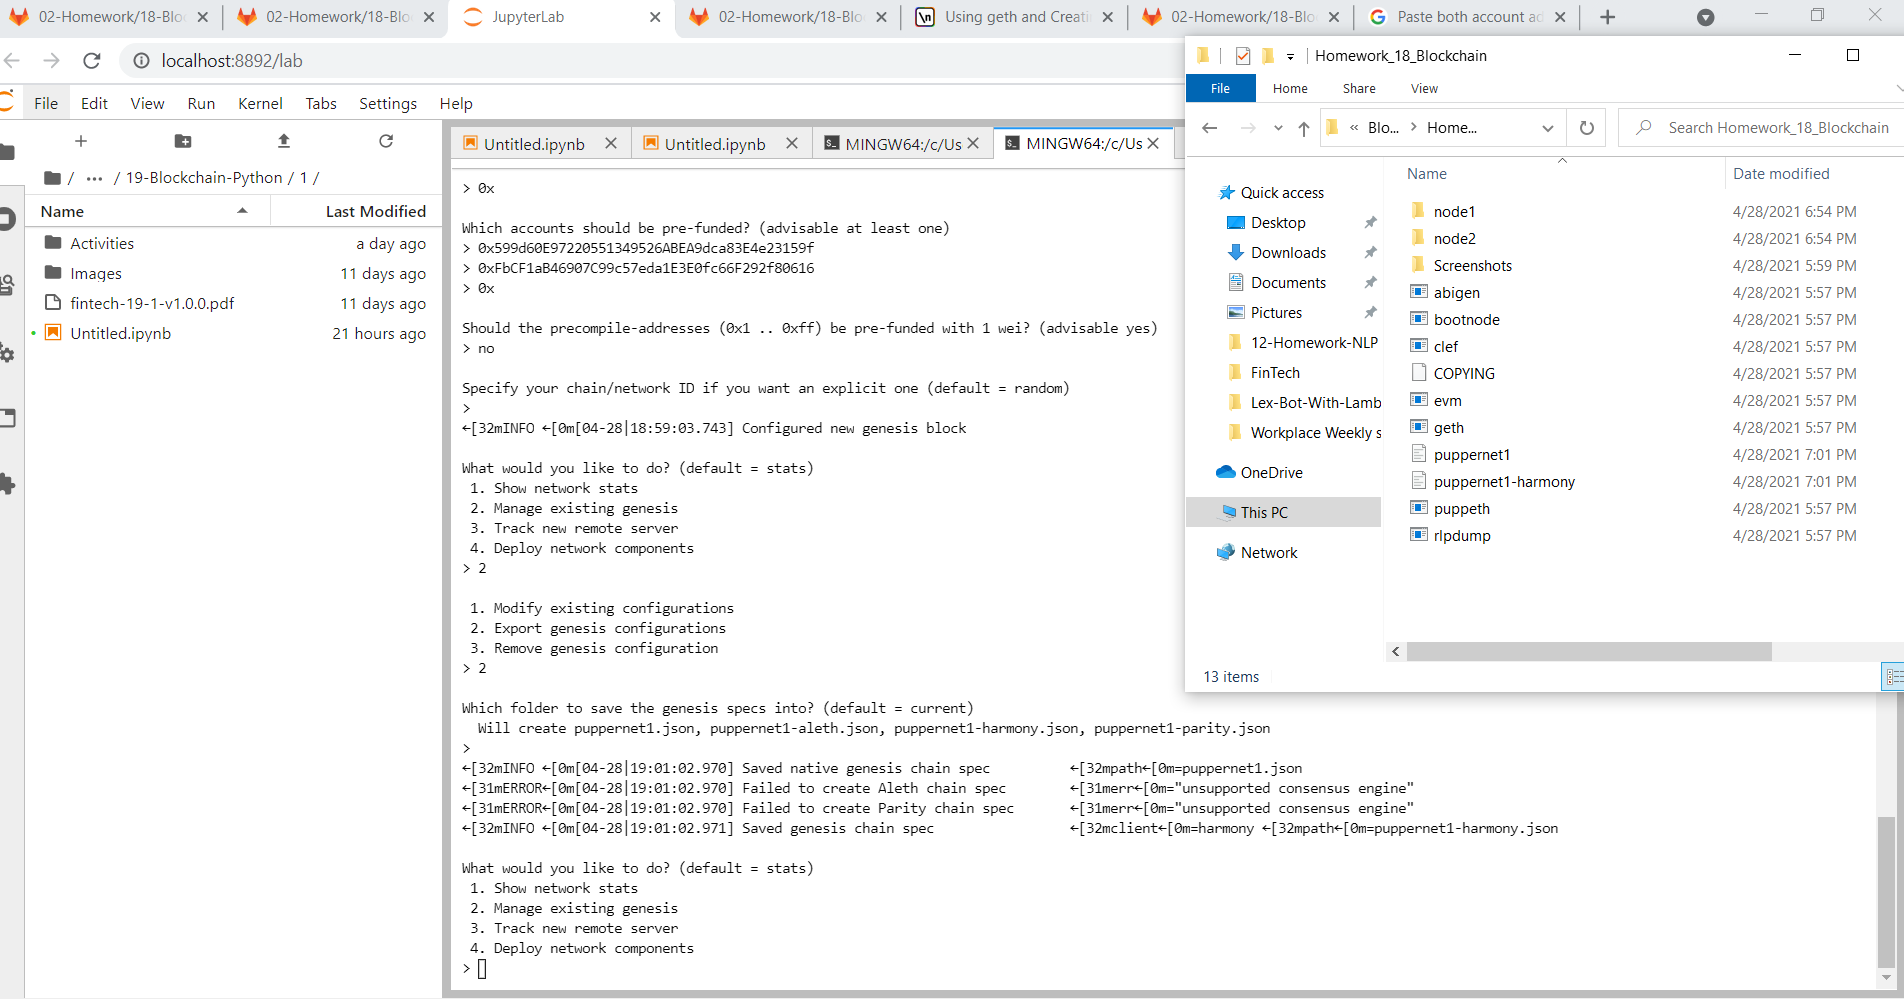 02-Homework/18-Blo
02-Homework/18-Blo
JupyterLab
02-Homework/18-Blo
Using geth and Creati
02-Homework/18-Blo
Paste both account ad
localhost:8892/lab
File Edit View Run Kernel Tabs Settings Help
/ ... / 19-Blockchain-Python / 1 /
Name Last Modified
Activities a day ago
Images 11 days ago
fintech-19-1-v1.0.0.pdf 11 days ago
Untitled.ipynb 21 hours ago
Untitled.ipynb
Untitled.ipynb
MINGW64:/c/Us
MINGW64:/c/Us
> 0x
Which accounts should be pre-funded? (advisable at least one)
> 0x599d60E97220551349526ABEA9dca83E4e23159f
> 0xFbCF1aB46907C99c57eda1E3E0fc66F292f80616
> 0x
Should the precompile-addresses (0x1 .. 0xff) be pre-funded with 1 wei? (advisable yes)
> no
Specify your chain/network ID if you want an explicit one (default = random)
>
←[32mINFO ←[0m[04-28|18:59:03.743] Configured new genesis block
What would you like to do? (default = stats)
1. Show network stats
2. Manage existing genesis
3. Track new remote server
4. Deploy network components
> 2
1. Modify existing configurations
2. Export genesis configurations
3. Remove genesis configuration
> 2
Which folder to save the genesis specs into? (default = current)
Will create puppernet1.json, puppernet1-aleth.json, puppernet1-harmony.json, puppernet1-parity.json
>
←[32mINFO ←[0m[04-28|19:01:02.970] Saved native genesis chain spec ←[32mpath←[0m=puppernet1.json
←[31mERROR←[0m[04-28|19:01:02.970] Failed to create Aleth chain spec ←[31merr←[0m="unsupported consensus engine"
←[31mERROR←[0m[04-28|19:01:02.970] Failed to create Parity chain spec ←[31merr←[0m="unsupported consensus engine"
←[32mINFO ←[0m[04-28|19:01:02.971] Saved genesis chain spec ←[32mclient←[0m=harmony ←[32mpath←[0m=puppernet1-harmony.json
What would you like to do? (default = stats)
1. Show network stats
2. Manage existing genesis
3. Track new remote server
4. Deploy network components
>
Homework_18_Blockchain
File Home Share View
« Blo... > Home...
Search Homework_18_Blockchain
Quick access
Desktop
Downloads
Documents
Pictures
12-Homework-NLP
FinTech
Lex-Bot-With-Lamb
Workplace Weekly s
OneDrive
This PC
Network
Name Date modified
node1 4/28/2021 6:54 PM
node2 4/28/2021 6:54 PM
Screenshots 4/28/2021 5:59 PM
abigen 4/28/2021 5:57 PM
bootnode 4/28/2021 5:57 PM
clef 4/28/2021 5:57 PM
COPYING 4/28/2021 5:57 PM
evm 4/28/2021 5:57 PM
geth 4/28/2021 5:57 PM
puppernet1 4/28/2021 7:01 PM
puppernet1-harmony 4/28/2021 7:01 PM
puppeth 4/28/2021 5:57 PM
rlpdump 4/28/2021 5:57 PM
13 items